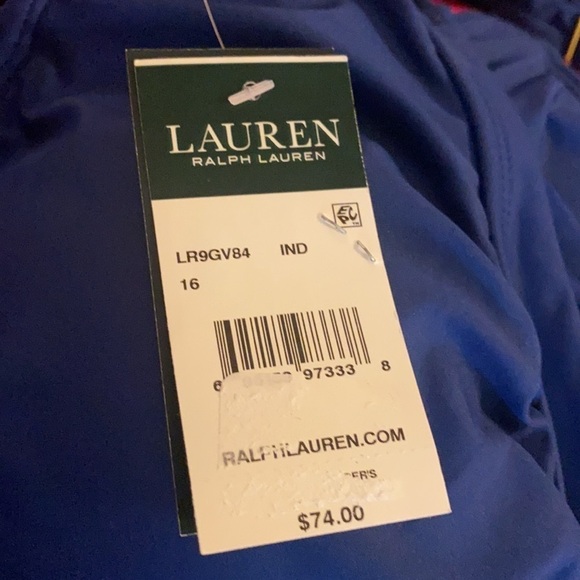 LAUREN
RALPH LAUREN
LR9GV84 IND
16
97333 8
RALPHLAUREN.COM
$74.00